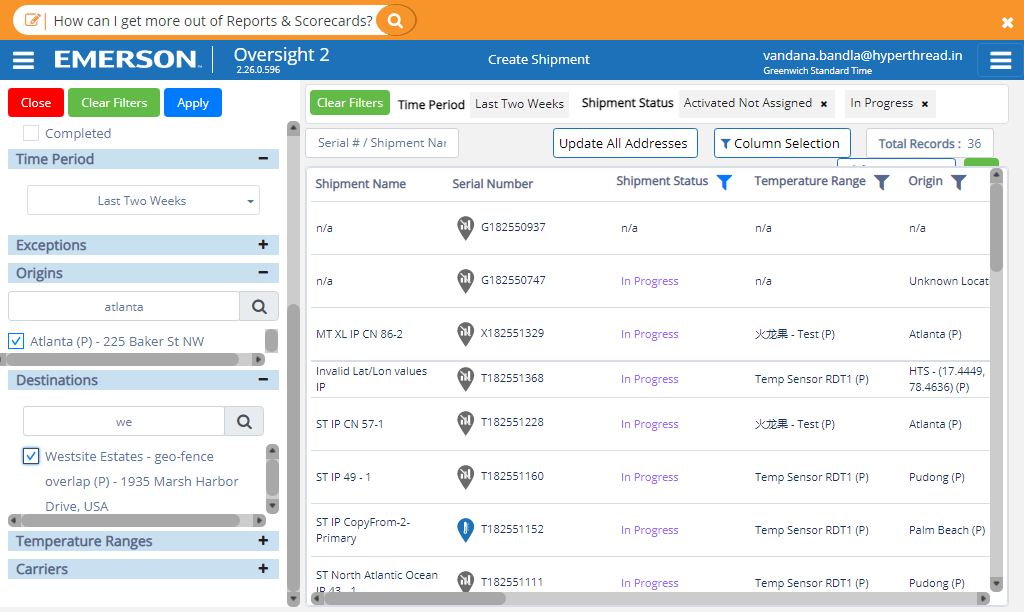 How can I get more out of Reports & Scorecards?
EMERSON
Oversight 2
2.26.0.596
Create Shipment
vandana.bandla@hyperthread.in
Greenwich Standard Time
Close
Clear Filters
Apply
Completed
Time Period
Last Two Weeks
Exceptions
Origins
atlanta
Atlanta (P) - 225 Baker St NW
Destinations
we
Westsite Estates - geo-fence
overlap (P) - 1935 Marsh Harbor
Drive, USA
Temperature Ranges
Carriers
Clear Filters Time Period Last Two Weeks Shipment Status Activated Not Assigned × In Progress ×
Serial # / Shipment Nar
Update All Addresses
Column Selection
Total Records : 36
Shipment Name Serial Number Shipment Status Temperature Range Origin
n/a G182550937 n/a n/a n/a
n/a G182550747 In Progress n/a Unknown Locat
MT XL IP CN 86-2 X182551329 In Progress 火龙果 - Test (P) Atlanta (P)
Invalid Lat/Lon values
IP
T182551368 In Progress Temp Sensor RDT1 (P)
HTS - (17.4449,
78.4636) (P)
ST IP CN 57-1 T182551228 In Progress 火龙果 - Test (P) Atlanta (P)
ST IP 49 - 1 T182551160 In Progress Temp Sensor RDT1 (P) Pudong (P)
ST IP CopyFrom-2-
Primary
T182551152 In Progress Temp Sensor RDT1 (P) Palm Beach (P)
ST North Atlantic Ocean
IP 43 - 1
T182551111 In Progress Temp Sensor RDT1 (P) Pudong (P)